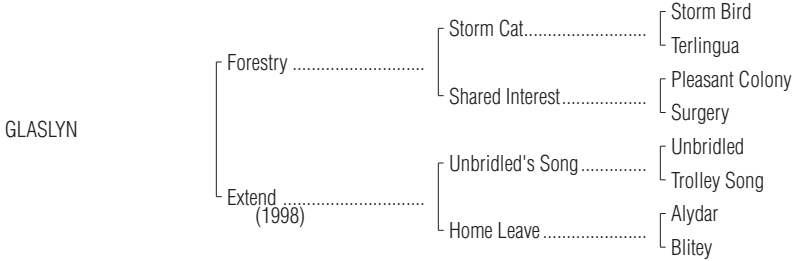 Storm Bird
Storm Cat..........................
Terlingua
Forestry ............................
Pleasant Colony
Shared Interest..................
Surgery
GLASLYN
Unbridled
Unbridled's Song..............
Trolley Song
Extend ..............................
(1998)
Alydar
Home Leave......................
Blitey